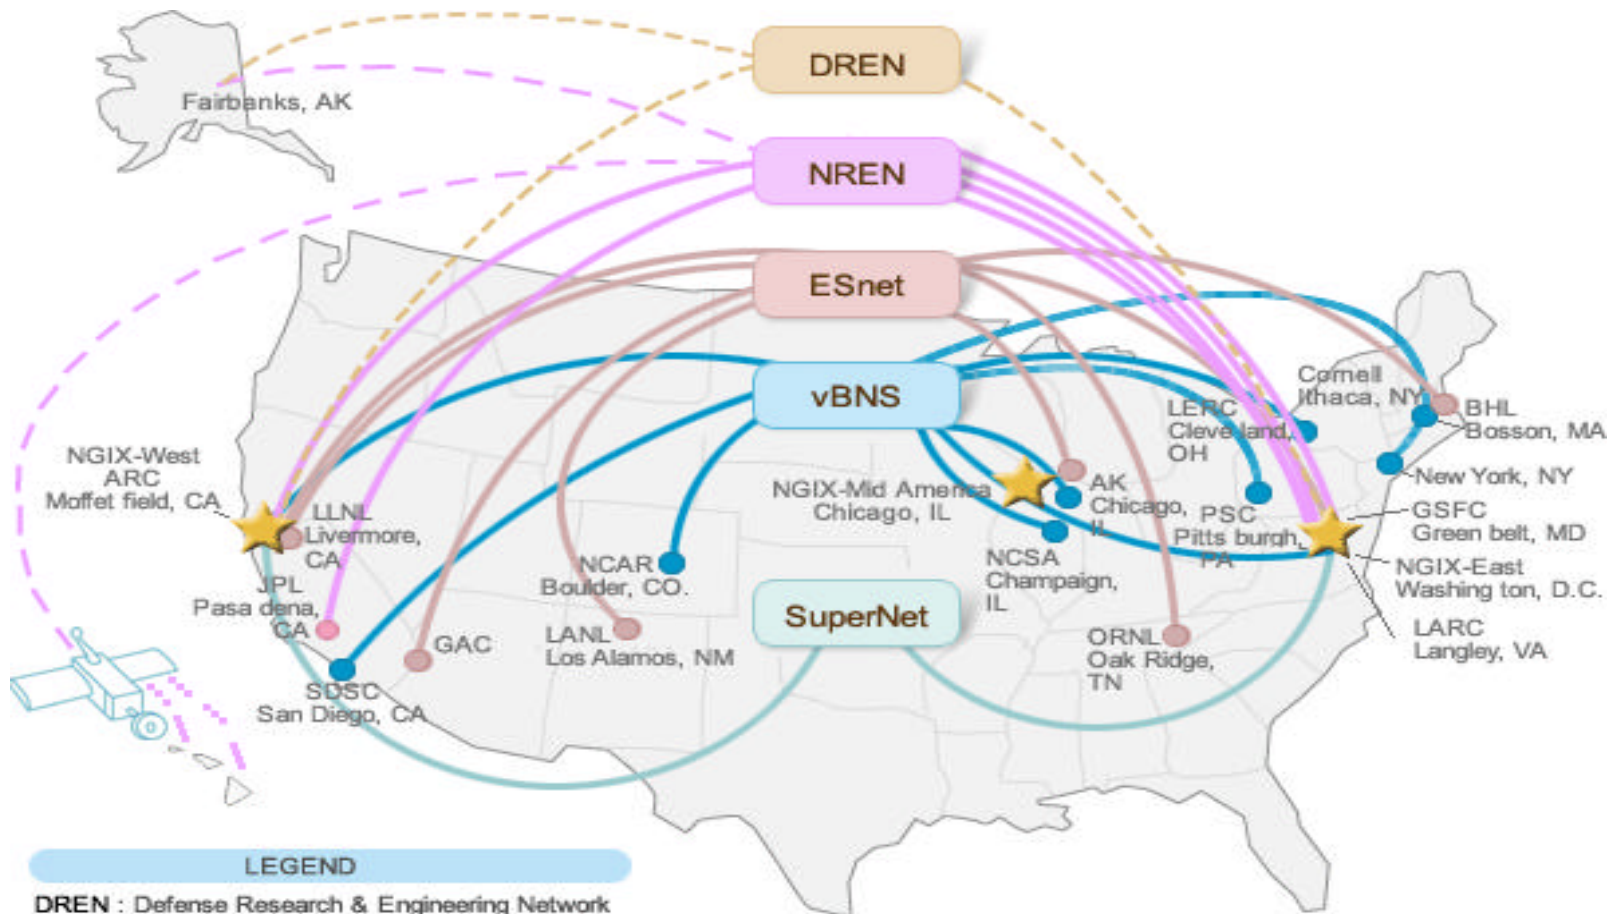 DREN
Fairbanks, AK
NREN
ESnet
vBNS
Cornell
Ithaca, NY
LERC
Cleve land,
OH
BHL
Bosson, MA
NGIX-West
ARC
Moffet field, CA
New York, NY
NGIX-Mid America
Chicago, IL
AK
Chicago,
IL
LLNL
Livermore,
CA
PSC
Pitts burgh,
PA
GSFC
Green belt, MD
NCAR
Boulder, CO.
NCSA
Champaign,
IL
NGIX-East
Washing ton, D.C.
JPL
Pasa dena,
CA
SuperNet
GAC
LANL
Los Alamos, NM
ORNL
Oak Ridge,
TN
LARC
Langley, VA
SDSC
San Diego, CA
LEGEND
DREN : Defense Research & Engineering Network